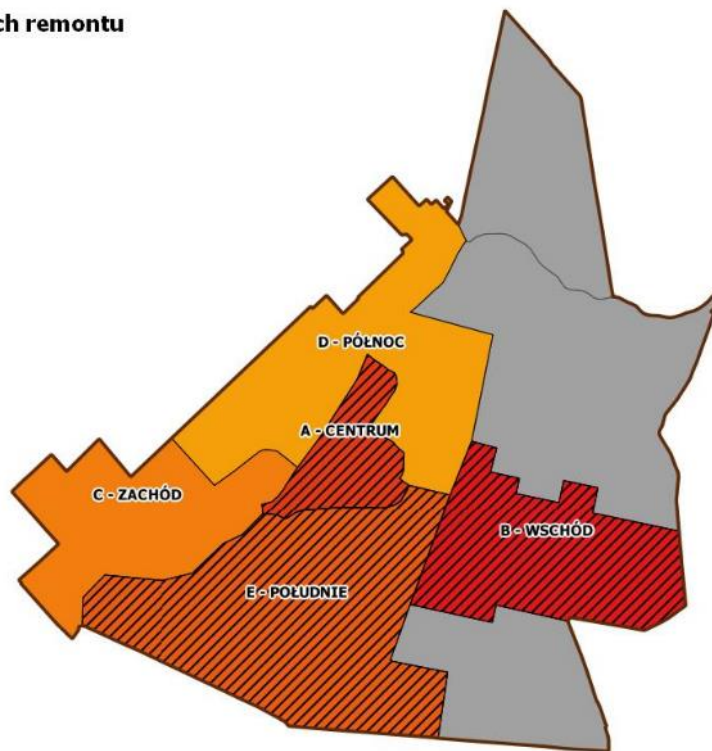 ch remontu
D - PÓŁNOC
A - CENTRUM
C - ZACHÓD
B - WSCHÓD
E - POŁUDNIE